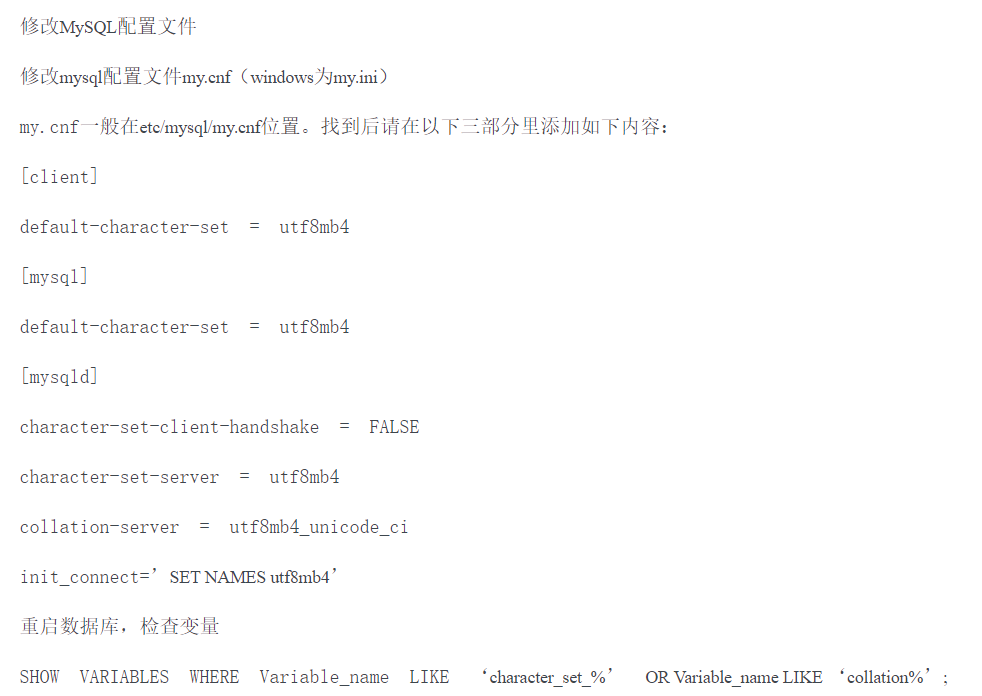 修改MySQL配置文件
修改mysql配置文件my.cnf（windows为my.ini）
my.cnf一般在etc/mysql/my.cnf位置。找到后请在以下三部分里添加如下内容：
[client]
default-character-set = utf8mb4
[mysql]
default-character-set = utf8mb4
[mysqld]
character-set-client-handshake = FALSE
character-set-server = utf8mb4
collation-server = utf8mb4_unicode_ci
init_connect=’SET NAMES utf8mb4’
重启数据库，检查变量
SHOW VARIABLES WHERE Variable_name LIKE ‘character_set_%’ OR Variable_name LIKE ‘collation%’;